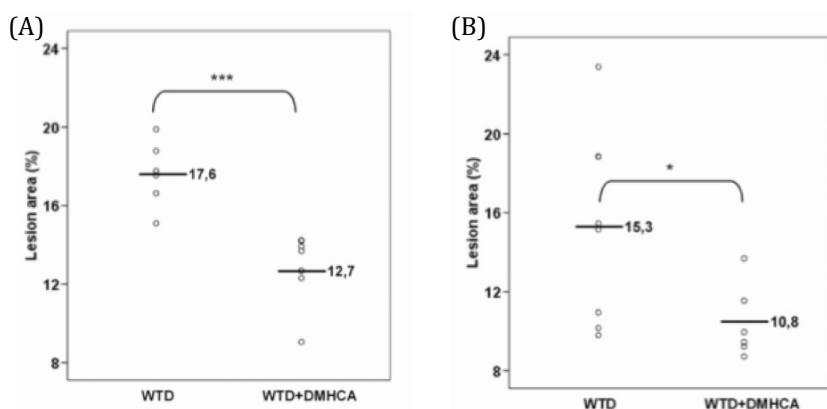 (A)
24
20
16
12
8
Lesion area (%)
***
17,6
12,7
WTD
WTD+DMHCA
(B)
24
20
16
12
8
Lesion area (%)
*
15,3
10,8
WTD
WTD+DMHCA